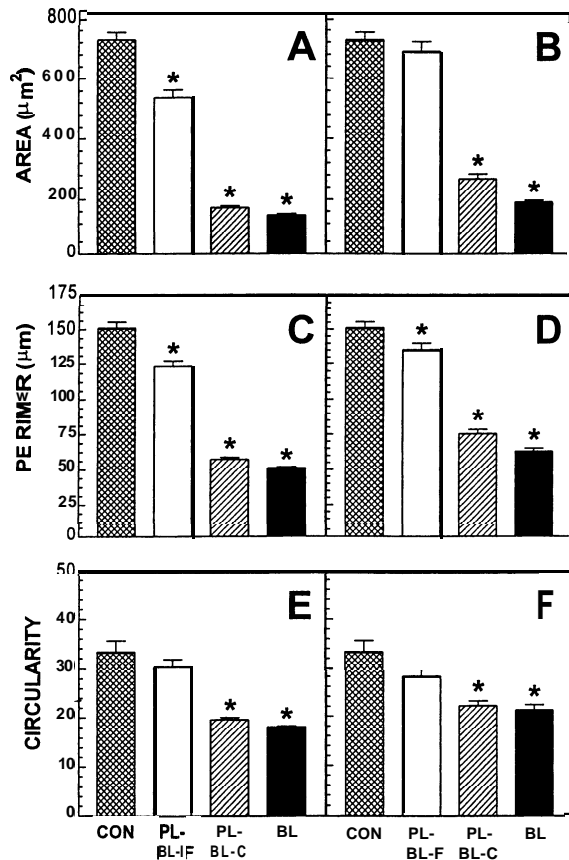 800
600
400
200
0
AREA (μm²)
A
* * *
B
* *
175
150
125
100
75
50
25
0
PE RIM≤R (μm)
C
* * *
D
* * *
50
40
30
20
10
0
CIRCULARITY
E
* *
F
* *
CON PL-BL-IF PL-BL-C BL
CON PL-BL-F PL-BL-C BL